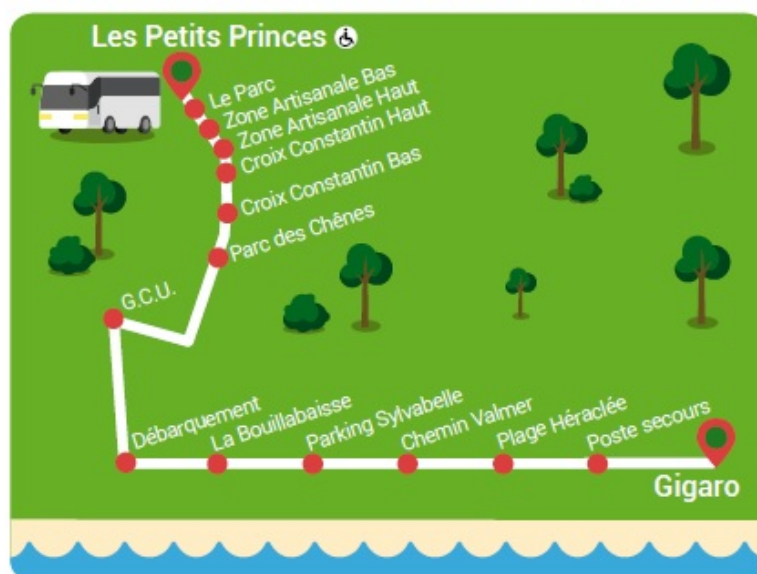 Les Petits Princes
Le Parc
Zone Artisanale Bas
Zone Artisanale Haut
Croix Constantin Haut
Croix Constantin Bas
Parc des Chênes
G.C.U.
Débarquement
La Bouillabaisse
Parking Sylvabelle
Chemin Valmer
Plage Héraclée
Poste secours
Gigaro